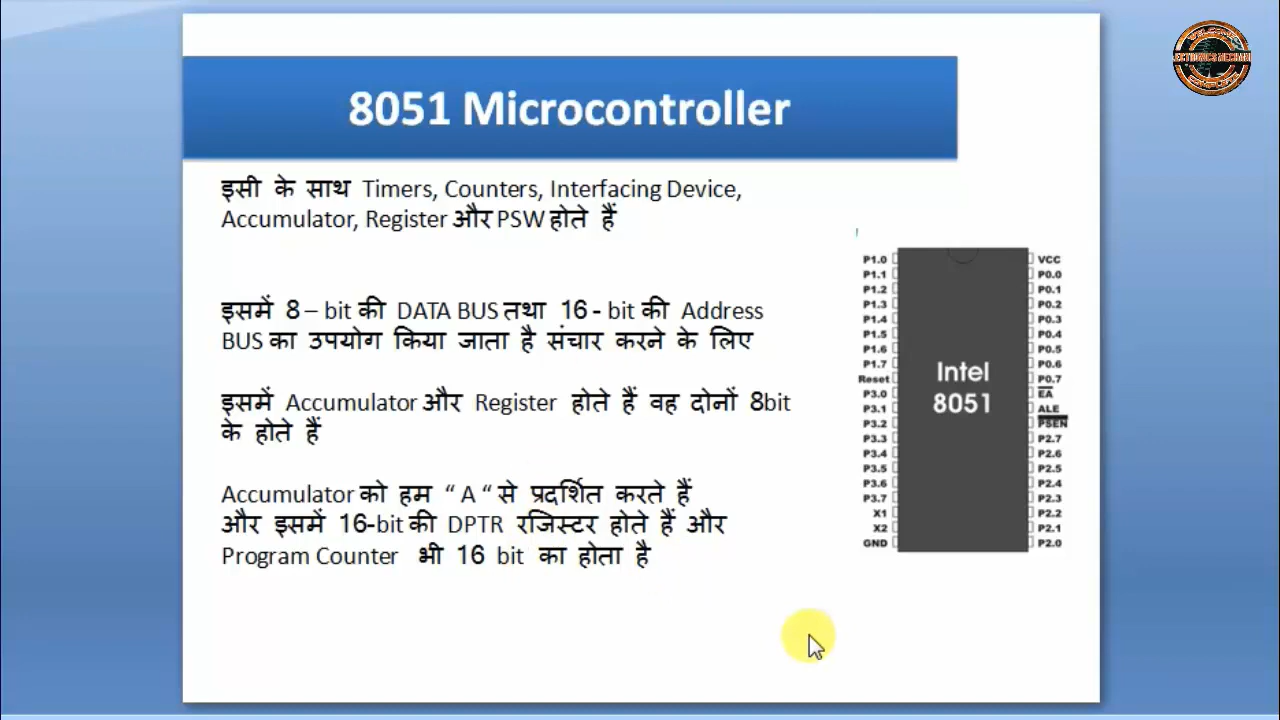 8051 Microcontroller
इसी के साथ Timers, Counters, Interfacing Device,
Accumulator, Register और PSW होते हैं
इसमें 8 – bit की DATA BUS तथा 16 - bit की Address
BUS का उपयोग किया जाता है संचार करने के लिए
इसमें Accumulator और Register होते हैं वह दोनों 8bit
के होते हैं
Accumulator को हम “ A “ से प्रदर्शित करते हैं
और इसमें 16-bit की DPTR रजिस्टर होते हैं और
Program Counter भी 16 bit का होता है
P1.0 VCC
P1.1 P0.0
P1.2 P0.1
P1.3 P0.2
P1.4 P0.3
P1.5 P0.4
P1.6 P0.5
P1.7 P0.6
Reset P0.7
P3.0 EA
P3.1 ALE
P3.2 PSEN
P3.3 P2.7
P3.4 P2.6
P3.5 P2.5
P3.6 P2.4
P3.7 P2.3
X1 P2.2
X2 P2.1
GND P2.0
Intel
8051